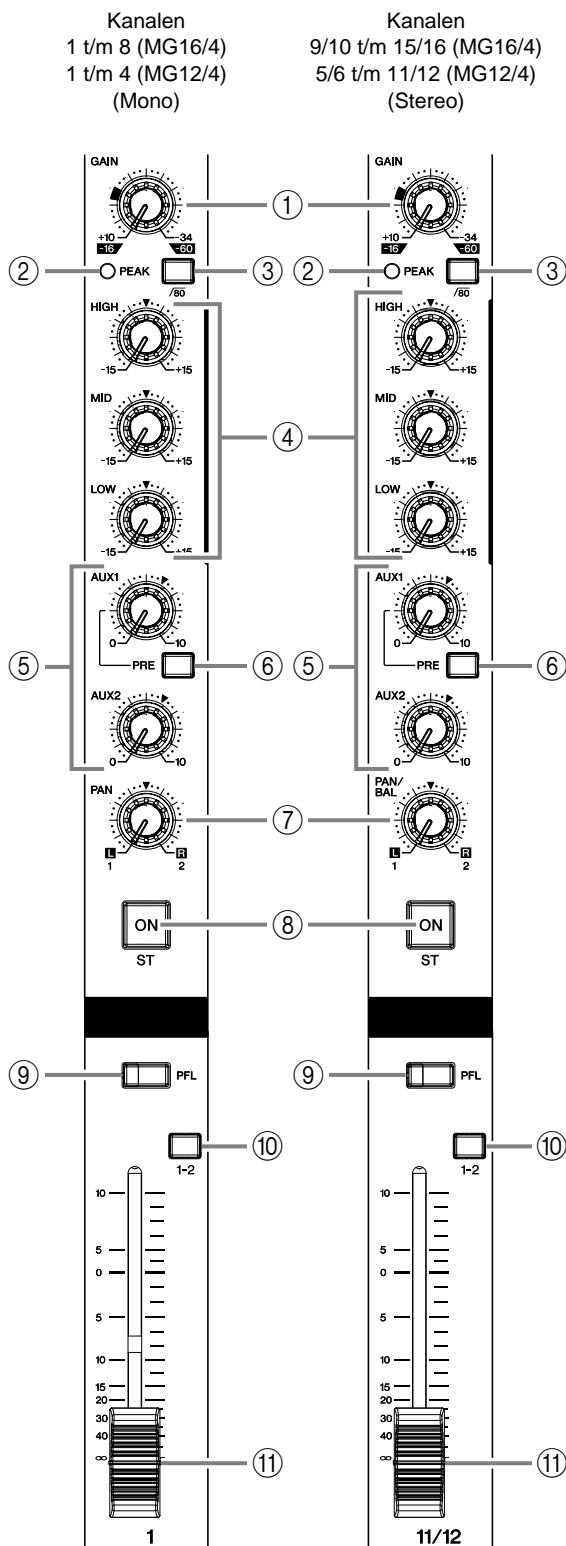 Kanalen
1 t/m 8 (MG16/4)
1 t/m 4 (MG12/4)
(Mono)
Kanalen
9/10 t/m 15/16 (MG16/4)
5/6 t/m 11/12 (MG12/4)
(Stereo)
GAIN
+10 -34
-16 -60
① 
② PEAK ③
/80
HIGH
-15 +15
MID
-15 +15
④
LOW
-15 +15
AUX1
0 10
⑤ PRE ⑥
AUX2
0 10
PAN
L R
1 2
⑦
ON ⑧
ST
⑨ PFL
⑩
1-2
10
5
0
5
10
15
20
30
40
∞
⑪
1
GAIN
+10 -34
-16 -60
② PEAK ③
/80
HIGH
-15 +15
MID
-15 +15
LOW
-15 +15
AUX1
0 10
⑤ PRE ⑥
AUX2
0 10
PAN/
BAL
L R
1 2
ON
ST
⑨ PFL
⑩
1-2
10
5
0
5
10
15
20
30
40
∞
⑪
11/12